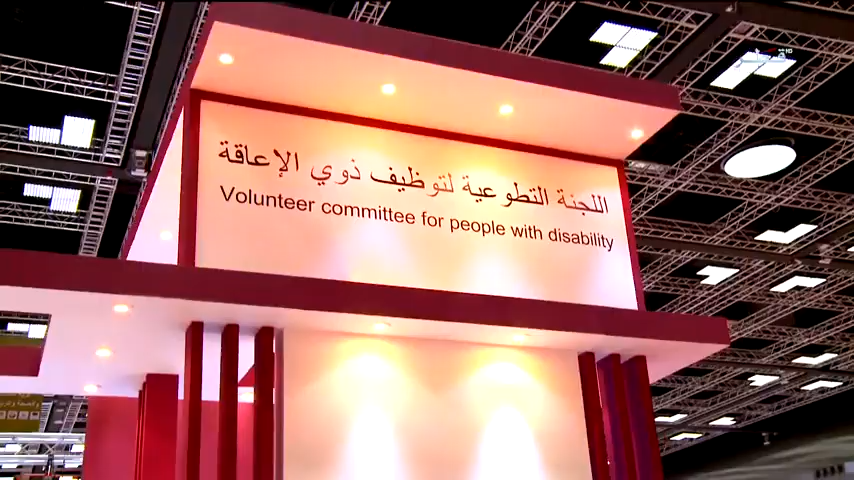 اللجنة التطوعية لتوظيف ذوي الإعاقة
Volunteer committee for people with disability